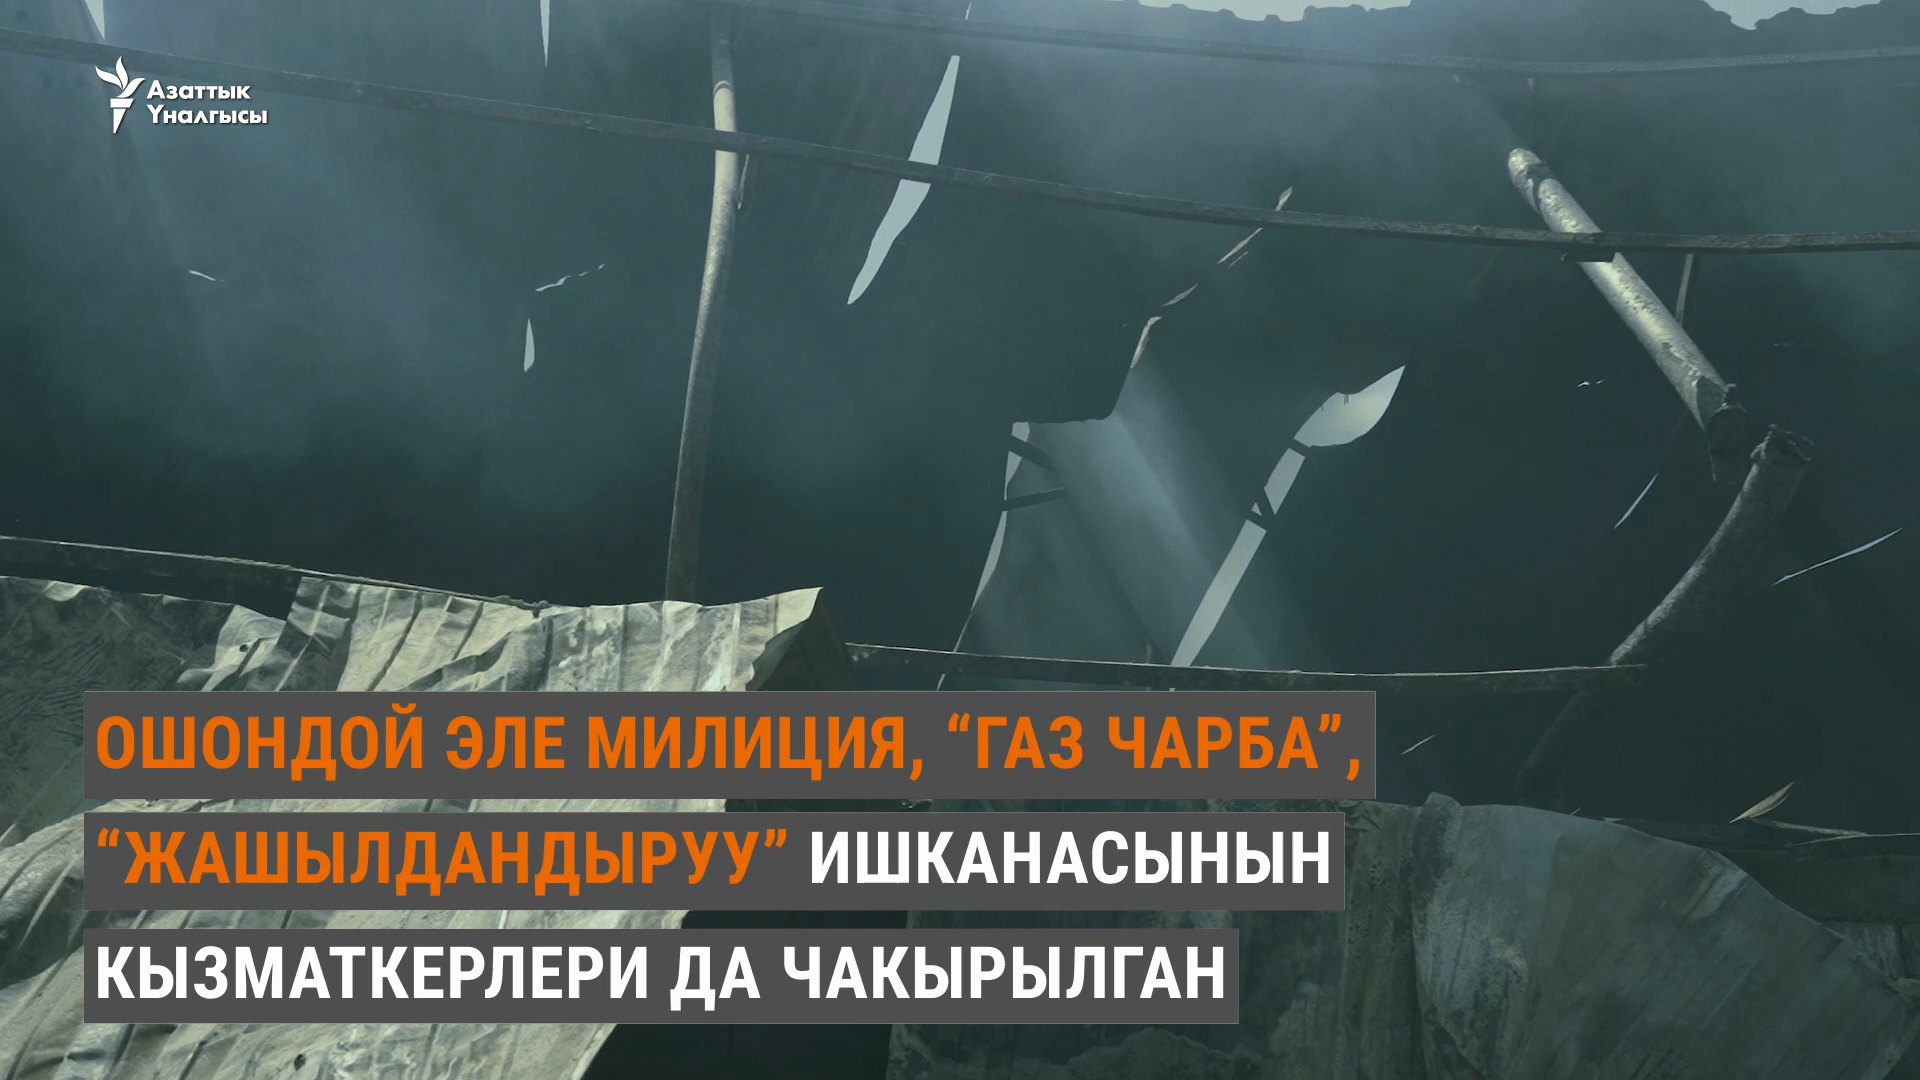 Азаттык
Үналгысы
ОШОНДОЙ ЭЛЕ МИЛИЦИЯ, “ГАЗ ЧАРБА”,
“ЖАШЫЛДАНДЫРУУ” ИШКАНАСЫНЫН
КЫЗМАТКЕРЛЕРИ ДА ЧАКЫРЫЛГАН